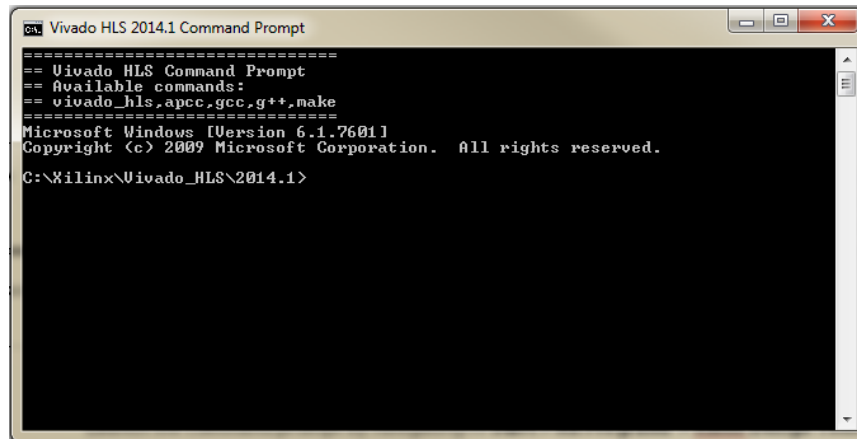 Vivado HLS 2014.1 Command Prompt
===============================
== Vivado HLS Command Prompt
== Available commands:
== vivado_hls,apcc,gcc,g++,make
===============================
Microsoft Windows [Version 6.1.7601]
Copyright (c) 2009 Microsoft Corporation.  All rights reserved.
C:\Xilinx\Vivado_HLS\2014.1>